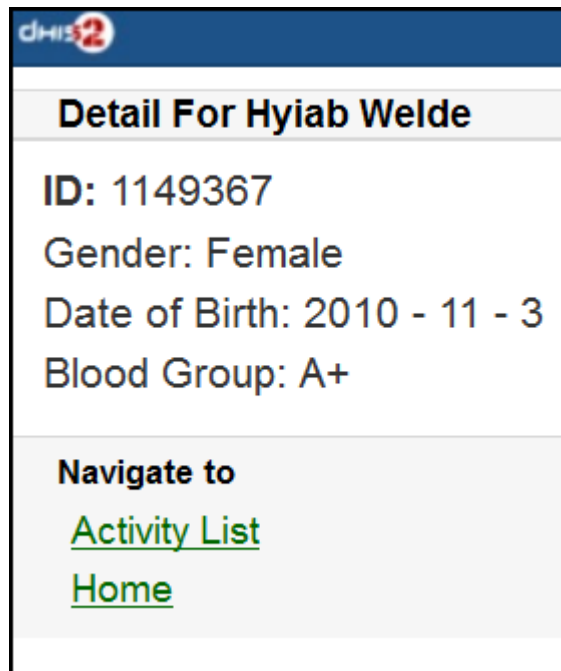 dHIS2
Detail For Hyiab Welde
ID: 1149367
Gender: Female
Date of Birth: 2010 - 11 - 3
Blood Group: A+
Navigate to
Activity List
Home